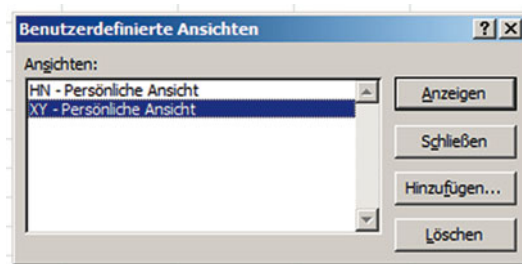 Benutzerdefinierte Ansichten
Ansichten:
HN - Persönliche Ansicht
XY - Persönliche Ansicht
Anzeigen
Schließen
Hinzufügen...
Löschen